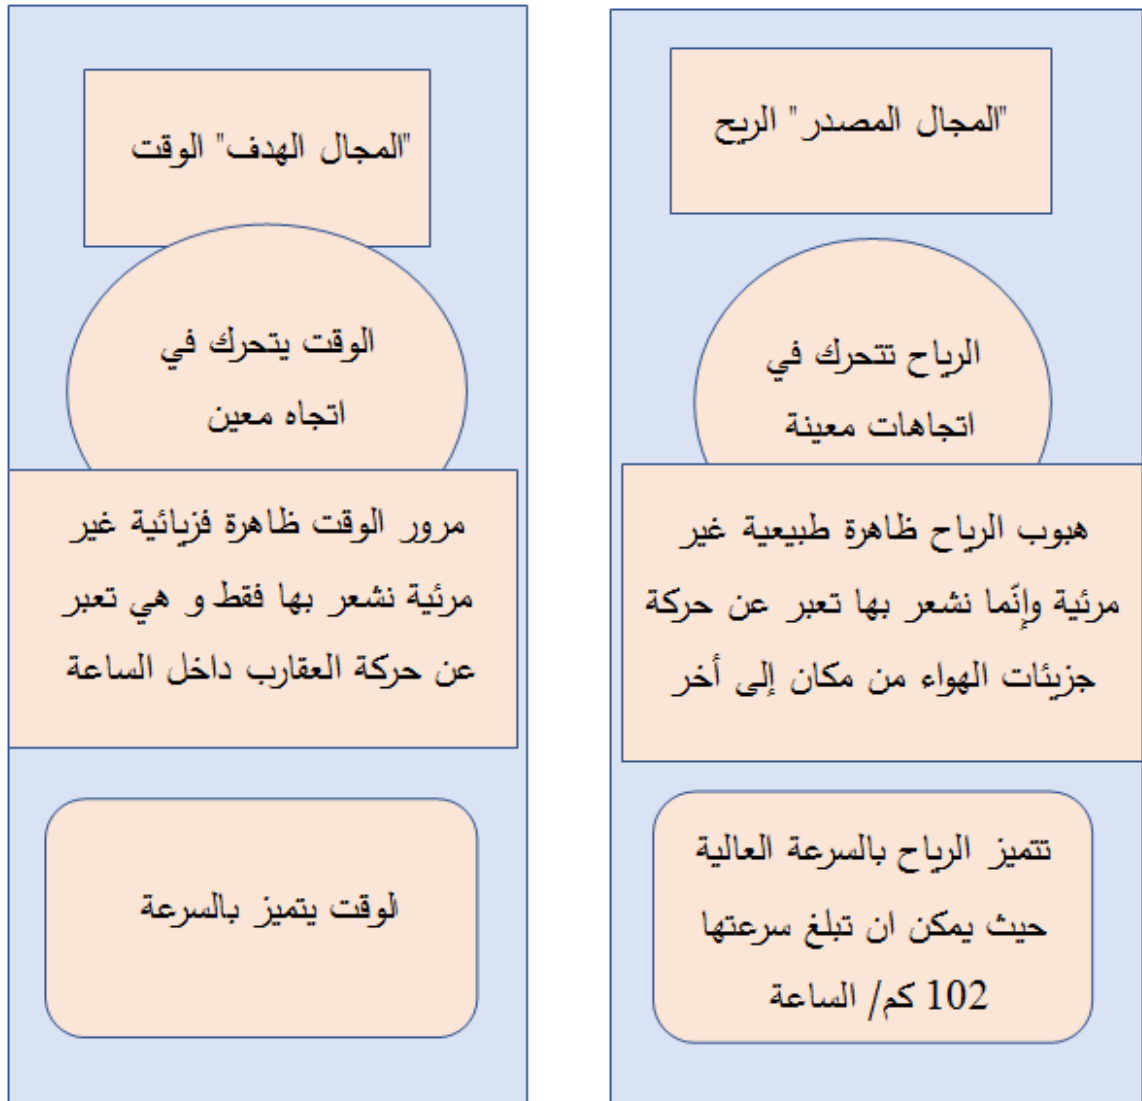 "المجال المصدر" الريح
الرياح تتحرك في
اتجاهات معينة
هبوب الرياح ظاهرة طبيعية غير
مرئية وإنّما نشعر بها تعبر عن حركة
جزيئات الهواء من مكان إلى أخر
تتميز الرياح بالسرعة العالية
حيث يمكن ان تبلغ سرعتها
102 كم/ الساعة
"المجال الهدف" الوقت
الوقت يتحرك في
اتجاه معين
مرور الوقت ظاهرة فزيائية غير
مرئية نشعر بها فقط و هي تعبر
عن حركة العقارب داخل الساعة
الوقت يتميز بالسرعة